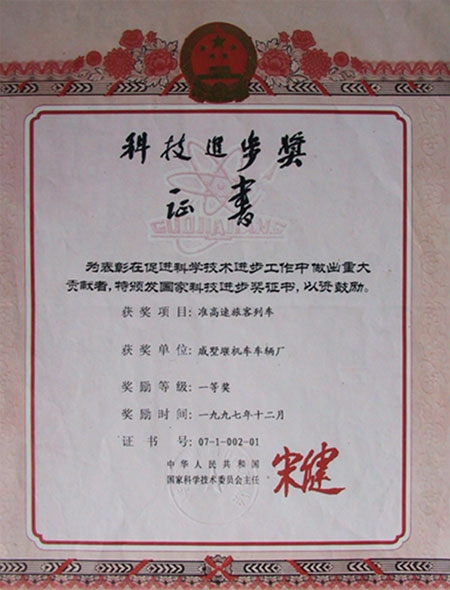 科技進步奬
证書
GUOJIAJIANG
为表彰在促进科学技术进步工作中做出重大
贡献者，特颁发国家科技进步奖证书，以资鼓励。
获奖项目：准高速旅客列车
获奖单位：戚墅堰机车车辆厂
奖励等级：一等奖
奖励时间：一九九七年十二月
证书号：07-1-002-01
中华人民共和国
国家科学技术委员会主任
宋健